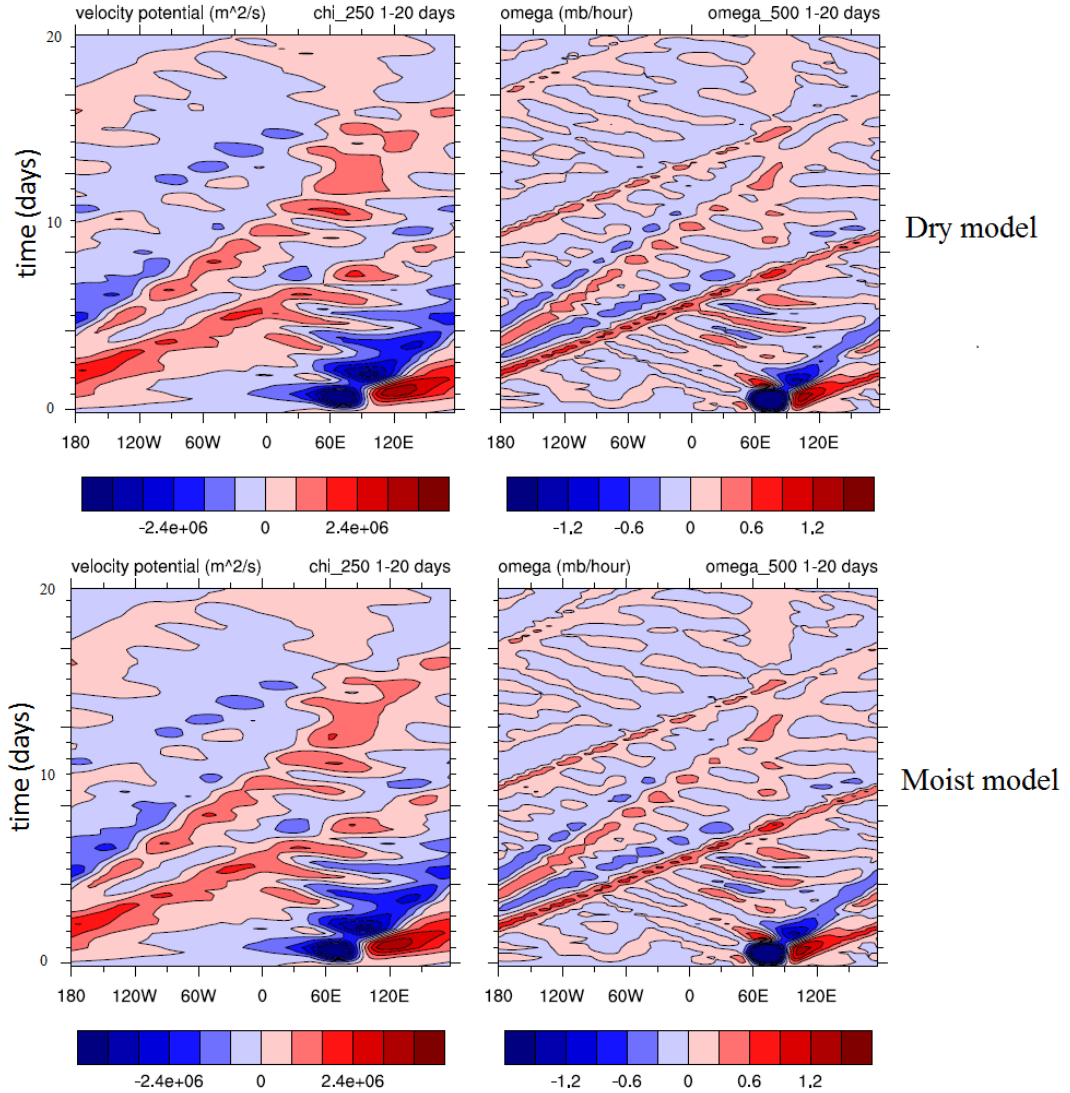 velocity potential (m^2/s) chi_250 1-20 days
omega (mb/hour) omega_500 1-20 days
20
10
0
time (days)
Dry model
180 120W 60W 0 60E 120E
180 120W 60W 0 60E 120E
-2.4e+06 0 2.4e+06
-1.2 -0.6 0 0.6 1.2
velocity potential (m^2/s) chi_250 1-20 days
omega (mb/hour) omega_500 1-20 days
20
10
0
time (days)
Moist model
180 120W 60W 0 60E 120E
180 120W 60W 0 60E 120E
-2.4e+06 0 2.4e+06
-1.2 -0.6 0 0.6 1.2